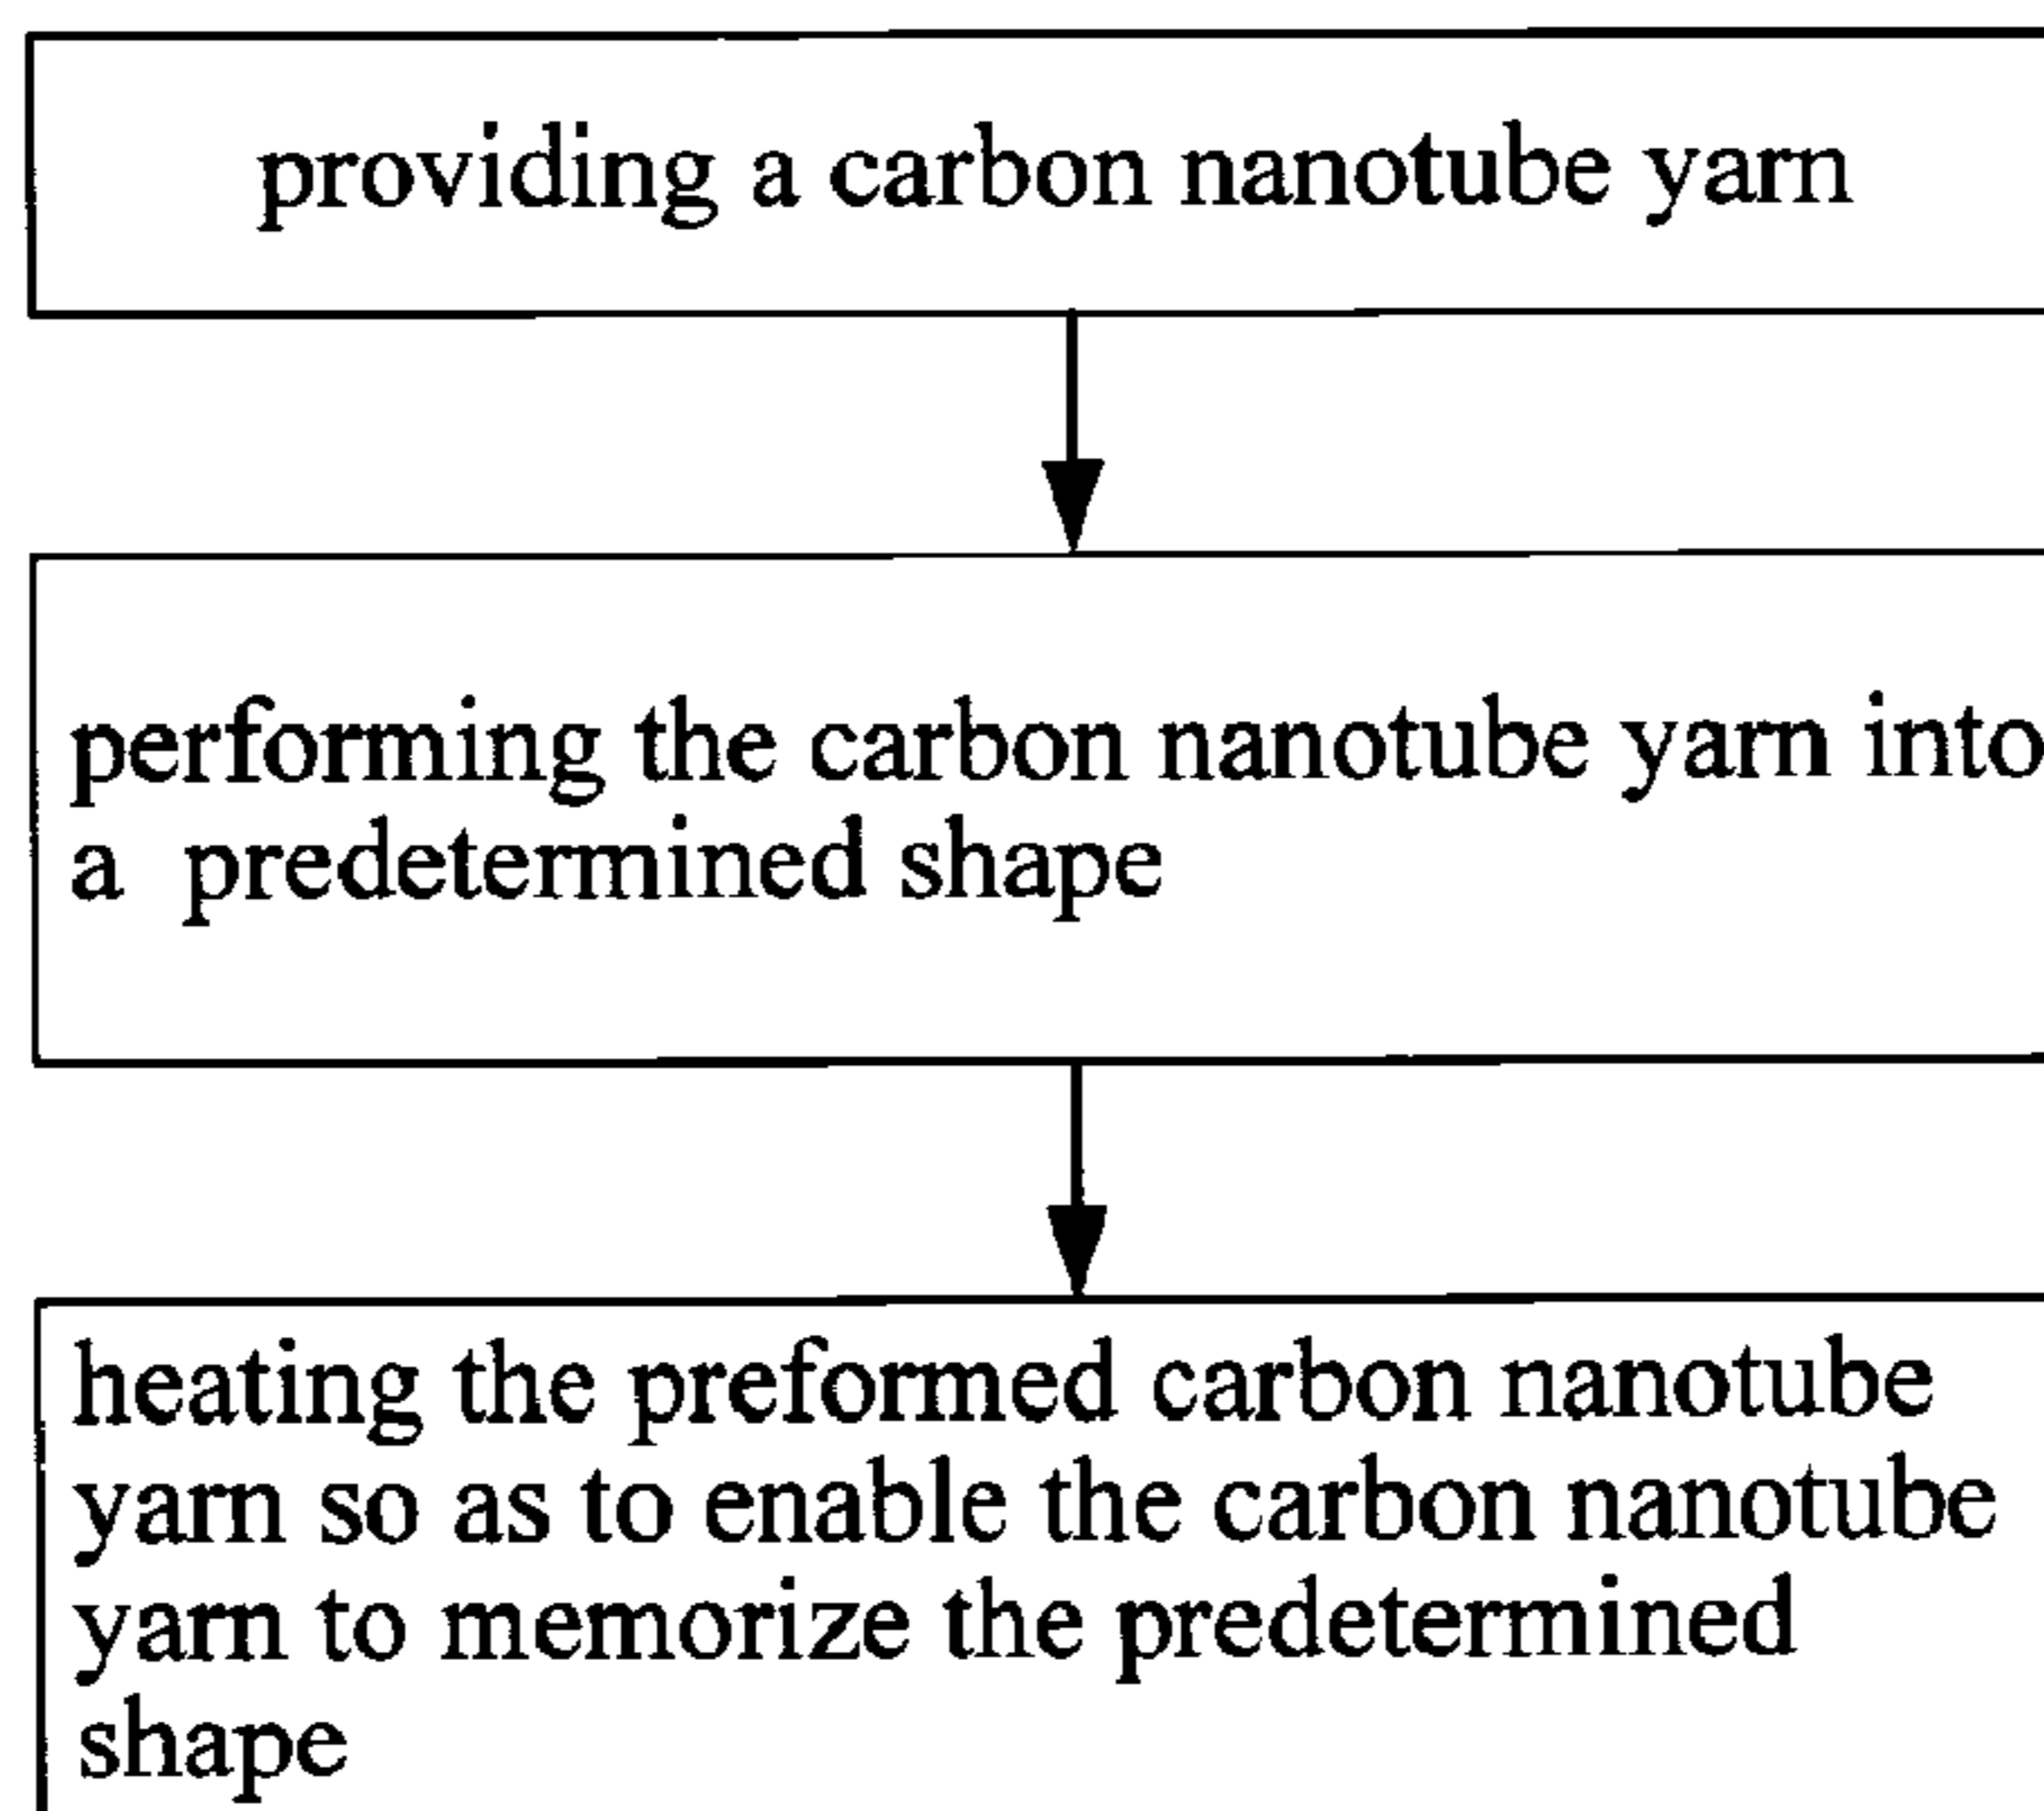 providing a carbon nanotube yarn
performing the carbon nanotube yarn into
a predetermined shape
heating the preformed carbon nanotube
yarn so as to enable the carbon nanotube
yarn to memorize the predetermined
shape